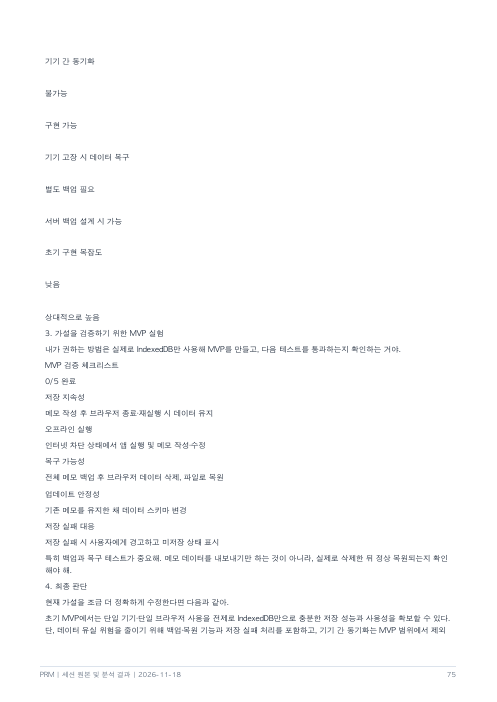 기기 간 동기화
불가능
구현 가능
기기 고장 시 데이터 복구
별도 백업 필요
서버 백업 설계 시 가능
초기 구현 복잡도
낮음
상대적으로 높음
3. 가설을 검증하기 위한 MVP 실험
내가 권하는 방법은 실제로 IndexedDB만 사용해 MVP를 만들고, 다음 테스트를 통과하는지 확인하는 거야.
MVP 검증 체크리스트
0/5 완료
저장 지속성
메모 작성 후 브라우저 종료·재실행 시 데이터 유지
오프라인 실행
인터넷 차단 상태에서 앱 실행 및 메모 작성·수정
복구 가능성
전체 메모 백업 후 브라우저 데이터 삭제, 파일로 복원
업데이트 안정성
기존 메모를 유지한 채 데이터 스키마 변경
저장 실패 대응
저장 실패 시 사용자에게 경고하고 미저장 상태 표시
특히 백업과 복구 테스트가 중요해. 메모 데이터를 내보내기만 하는 것이 아니라, 실제로 삭제한 뒤 정상 복원되는지 확인
해야 해.
4. 최종 판단
현재 가설을 조금 더 정확하게 수정한다면 다음과 같아.
초기 MVP에서는 단일 기기·단일 브라우저 사용을 전제로 IndexedDB만으로 충분한 저장 성능과 사용성을 확보할 수 있다.
단, 데이터 유실 위험을 줄이기 위해 백업·복원 기능과 저장 실패 처리를 포함하고, 기기 간 동기화는 MVP 범위에서 제외
PRM | 세션 원본 및 분석 결과 | 2026-11-18
75